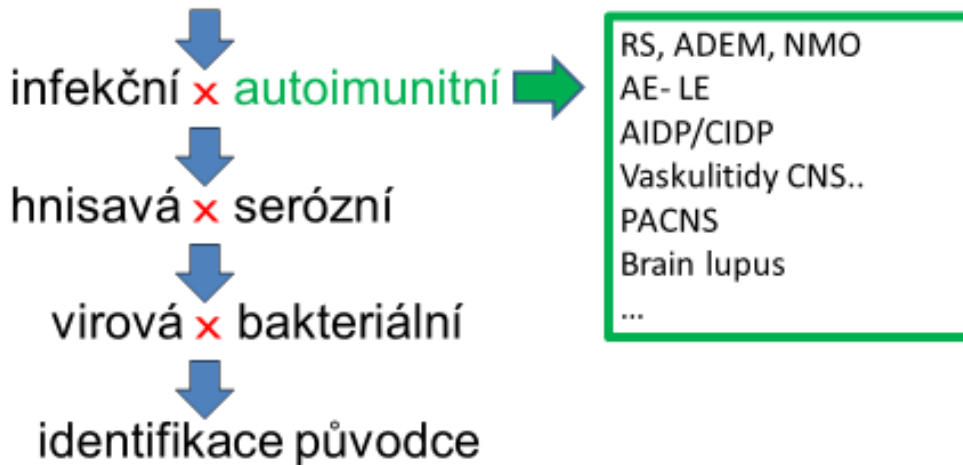 infekční x autoimunitní
hnisavá x serózní
virová x bakteriální
identifikace původce
RS, ADEM, NMO
AE- LE
AIDP/CIDP
Vaskulitidy CNS..
PACNS
Brain lupus
...